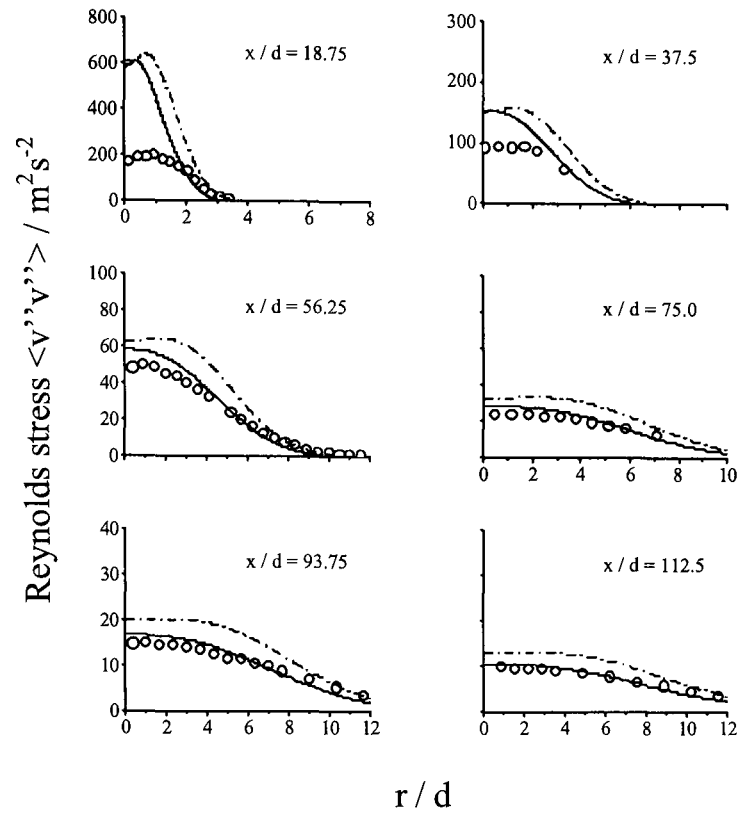 Reynolds stress <v’’v’’> / m²s⁻²
800
600
400
200
0
0 2 4 6 8
x / d = 18.75
300
200
100
0
0 2 4 6 8 10
x / d = 37.5
100
80
60
40
20
0
0 2 4 6 8 10 12
x / d = 56.25
0 2 4 6 8 10
x / d = 75.0
40
30
20
10
0
0 2 4 6 8 10 12
x / d = 93.75
0 2 4 6 8 10 12
x / d = 112.5
r / d